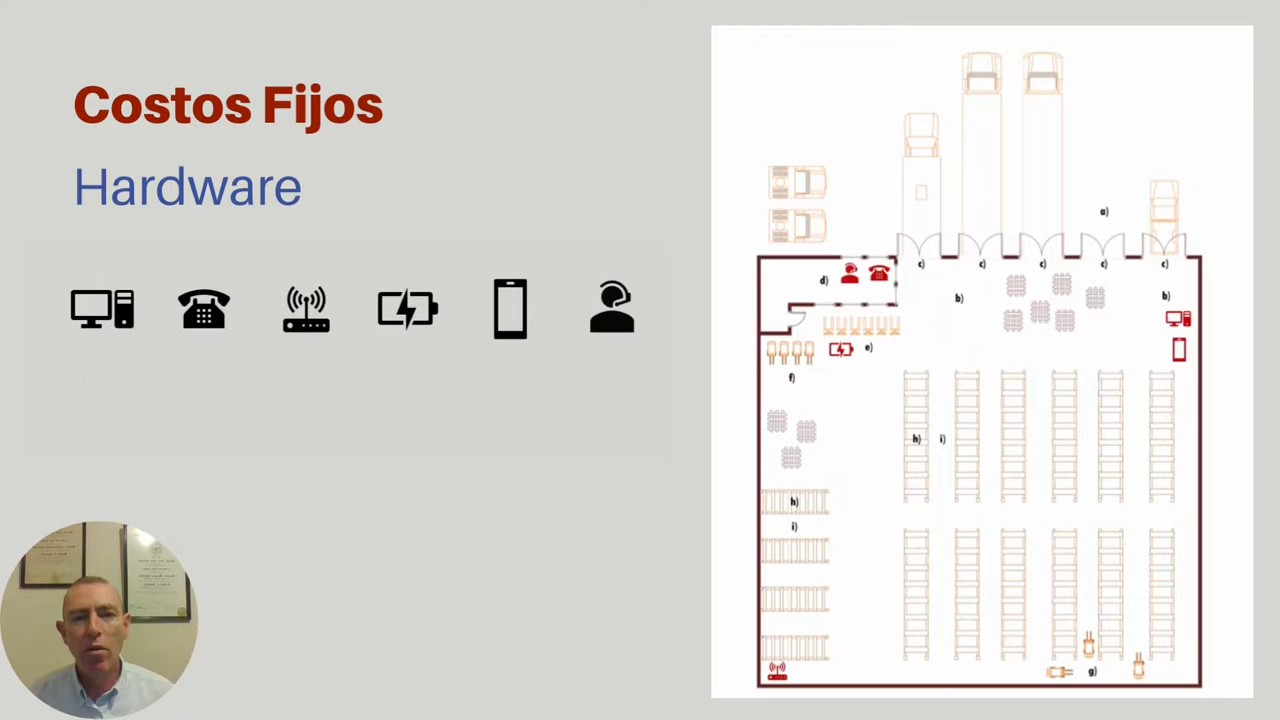 Costos Fijos
Hardware
a)
c)
c)
c)
c)
c)
d)
b)
b)
e)
f)
h)
i)
h)
i)
g)